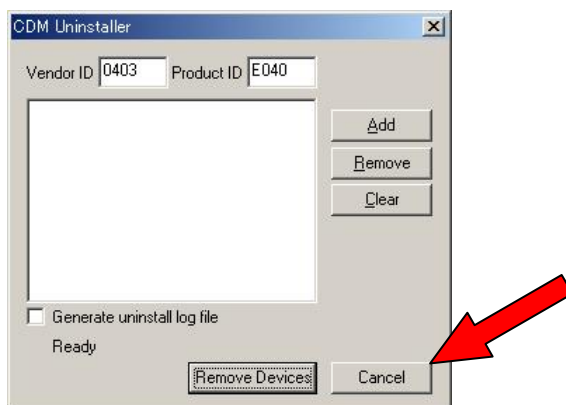 CDM Uninstaller
Vendor ID 0403 Product ID E040
Add
Remove
Clear
Generate uninstall log file
Ready
Remove Devices Cancel